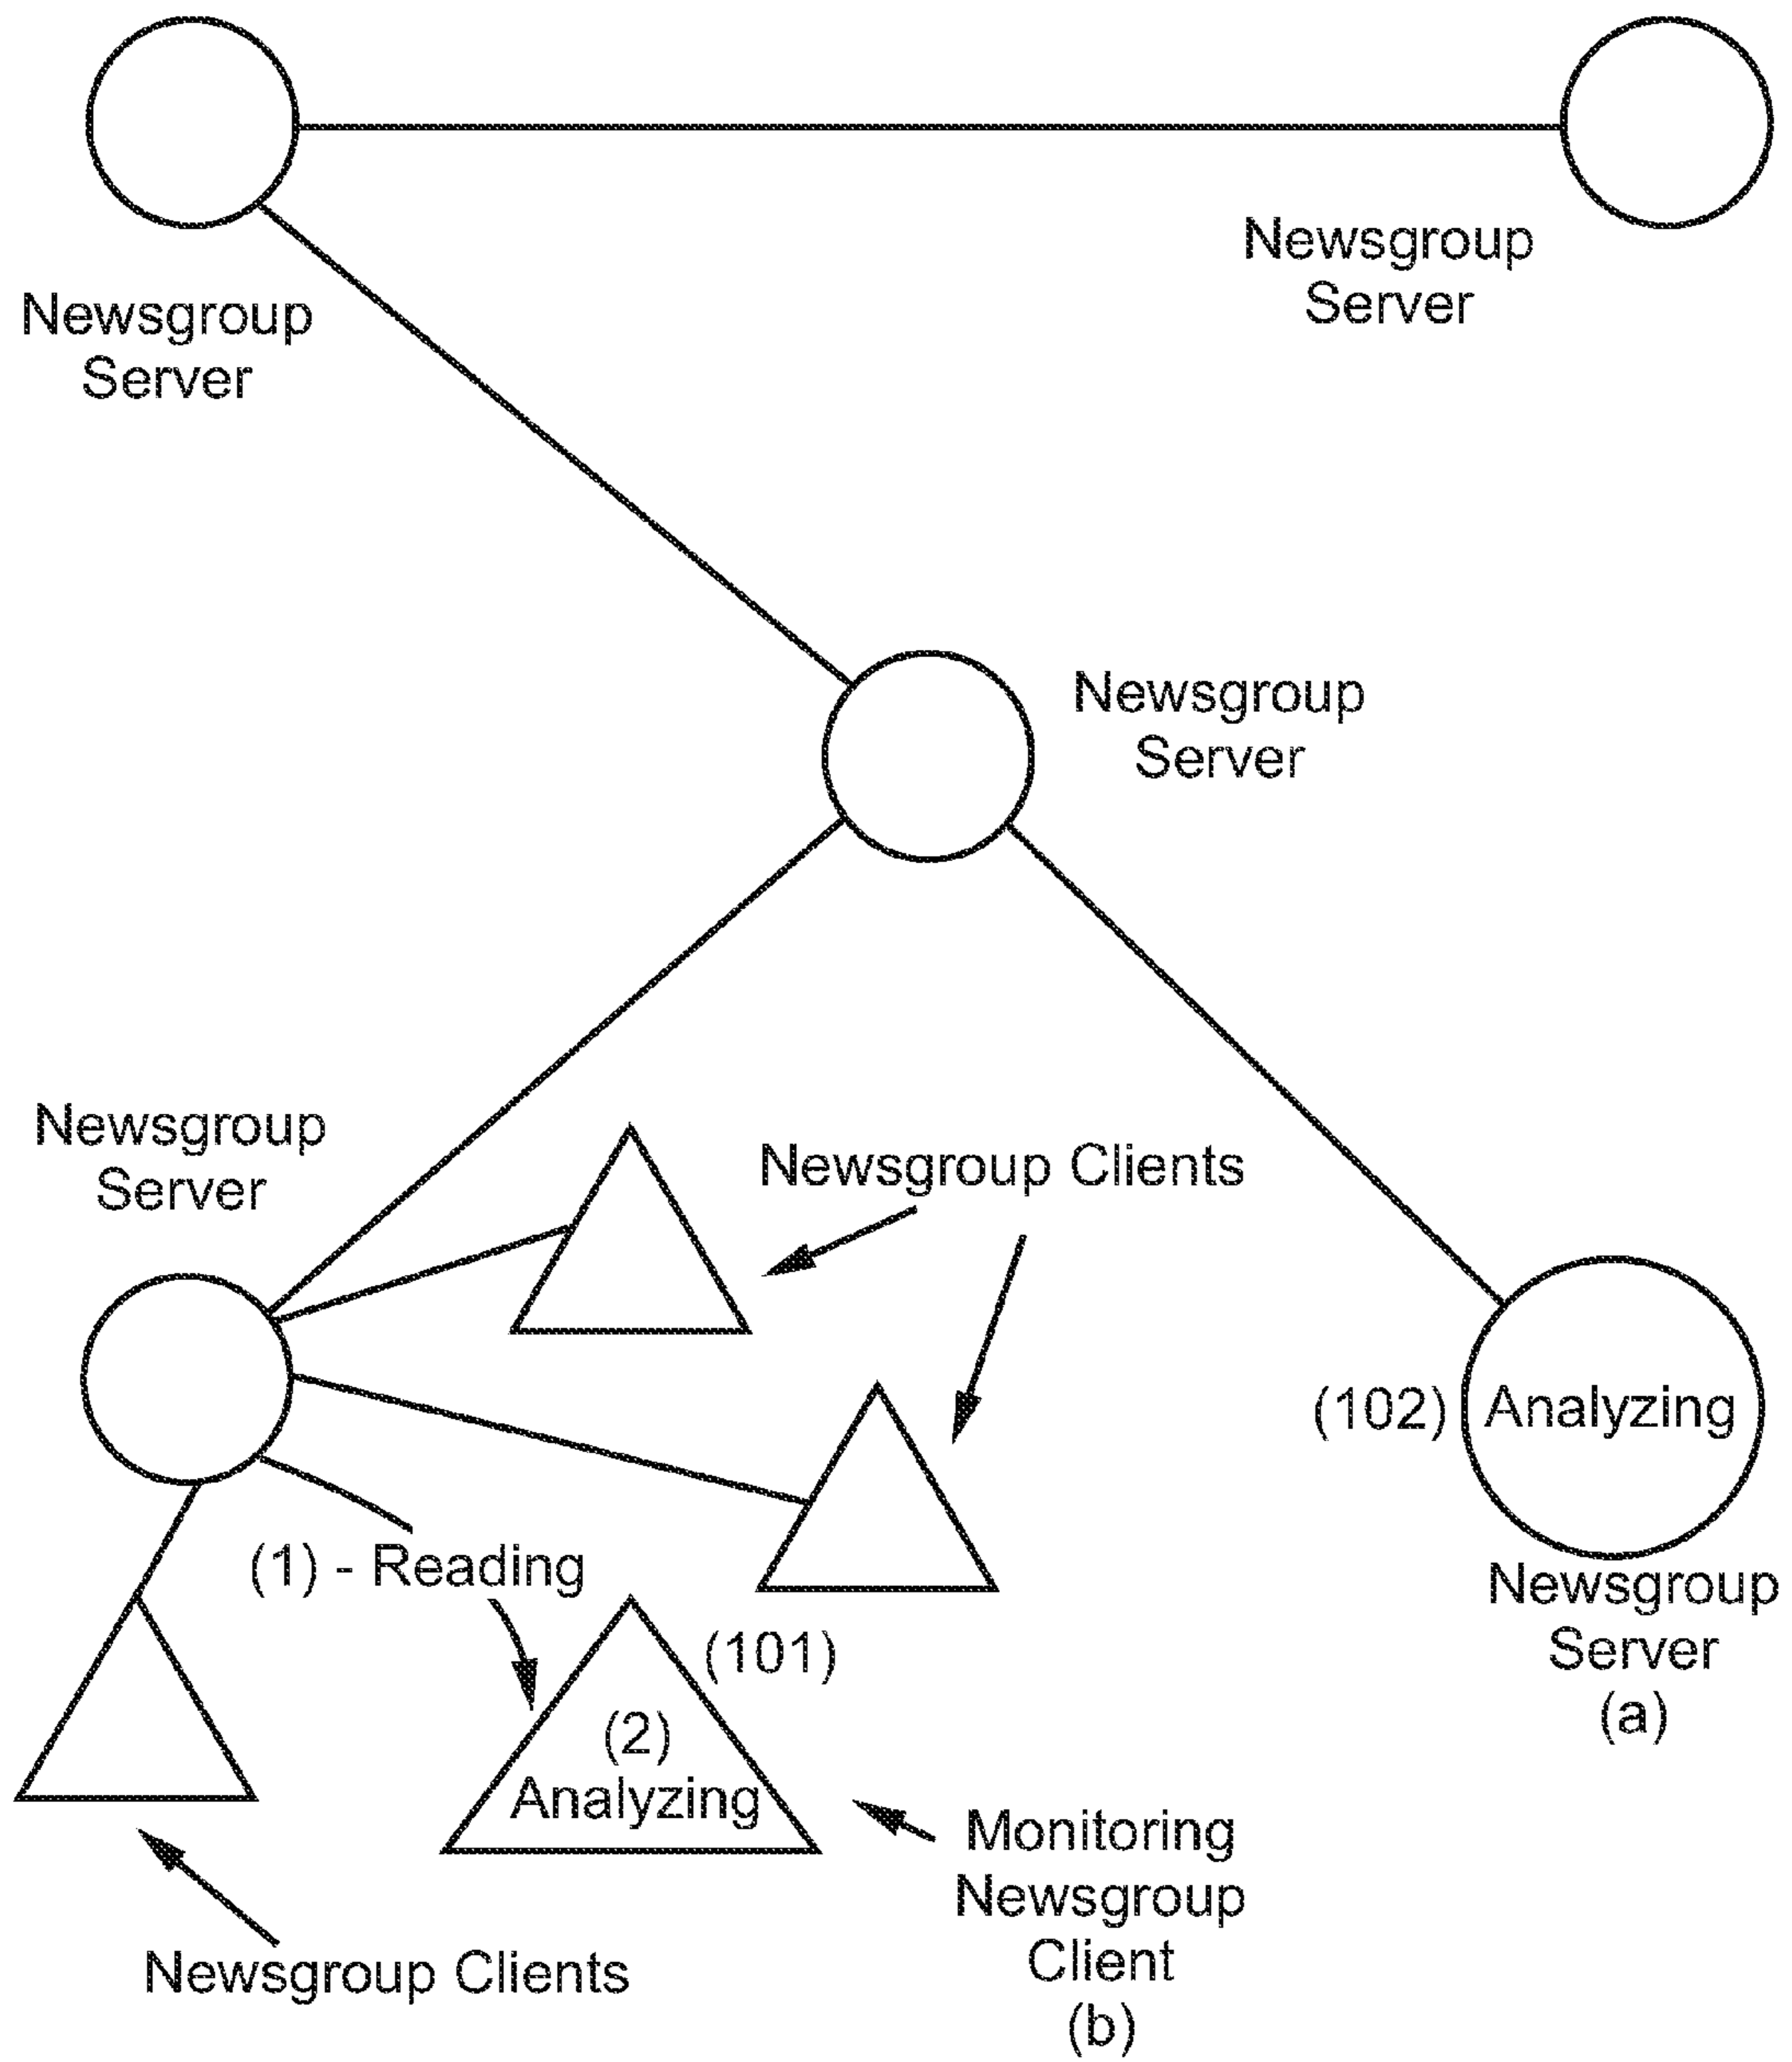 Newsgroup
Server
Newsgroup
Server
Newsgroup
Server
Newsgroup
Server
Newsgroup Clients
(102)
Analyzing
Newsgroup
Server
(a)
(1) - Reading
(101)
(2)
Analyzing
Monitoring
Newsgroup
Client
(b)
Newsgroup Clients